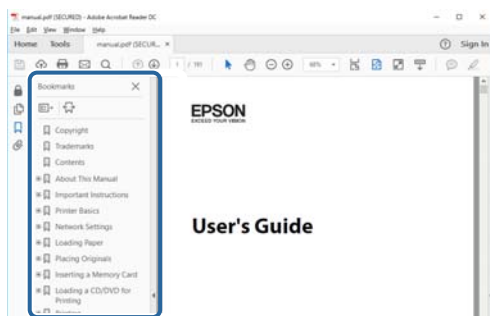 manual.pdf (SECURED) - Adobe Acrobat Reader DC
File Edit View Window Help
Home Tools manual.pdf (SECUR... × Sign In
1 / 191
Bookmarks
Copyright
Trademarks
Contents
About This Manual
Important Instructions
Printer Basics
Network Settings
Loading Paper
Placing Originals
Inserting a Memory Card
Loading a CD/DVD for
Printing
EPSON
EXCEED YOUR VISION
User's Guide